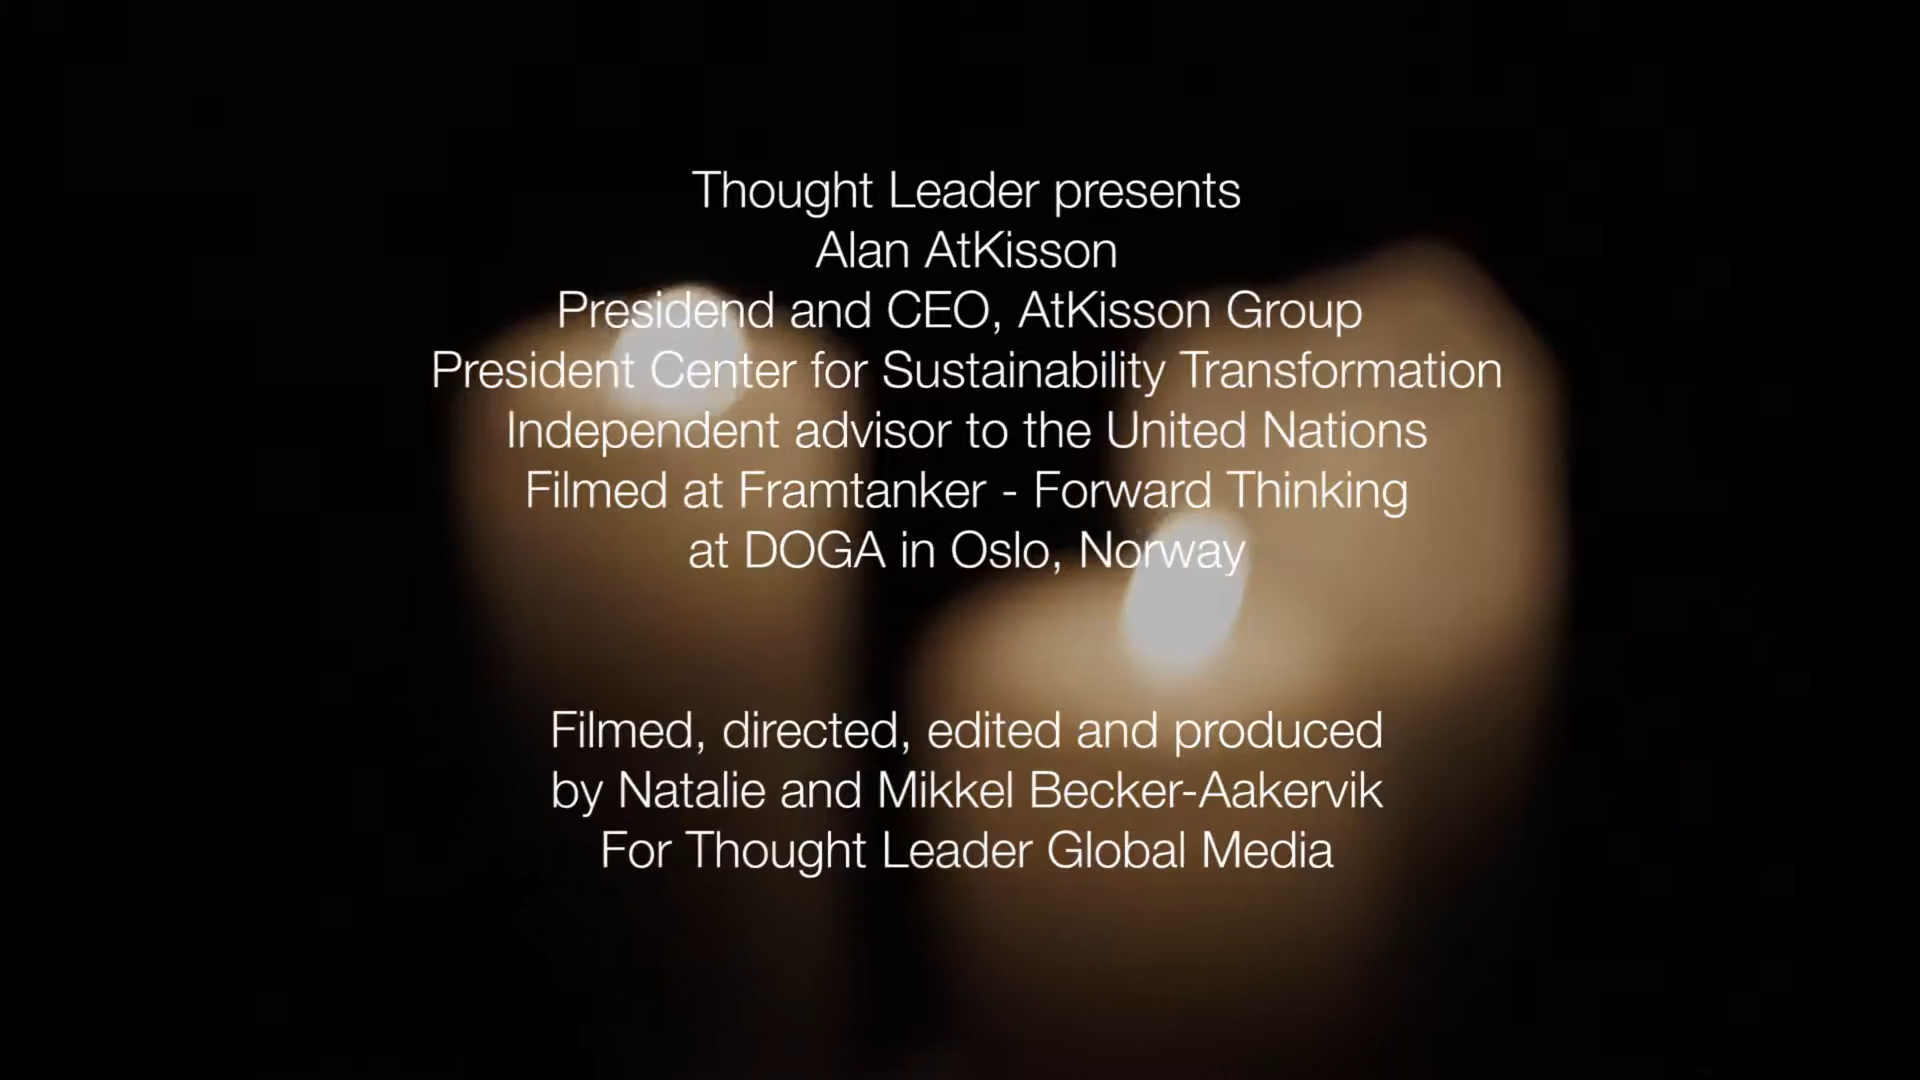 Thought Leader presents
Alan AtKisson
Presidend and CEO, AtKisson Group
President Center for Sustainability Transformation
Independent advisor to the United Nations
Filmed at Framtanker - Forward Thinking
at DOGA in Oslo, Norway
Filmed, directed, edited and produced
by Natalie and Mikkel Becker-Aakervik
For Thought Leader Global Media